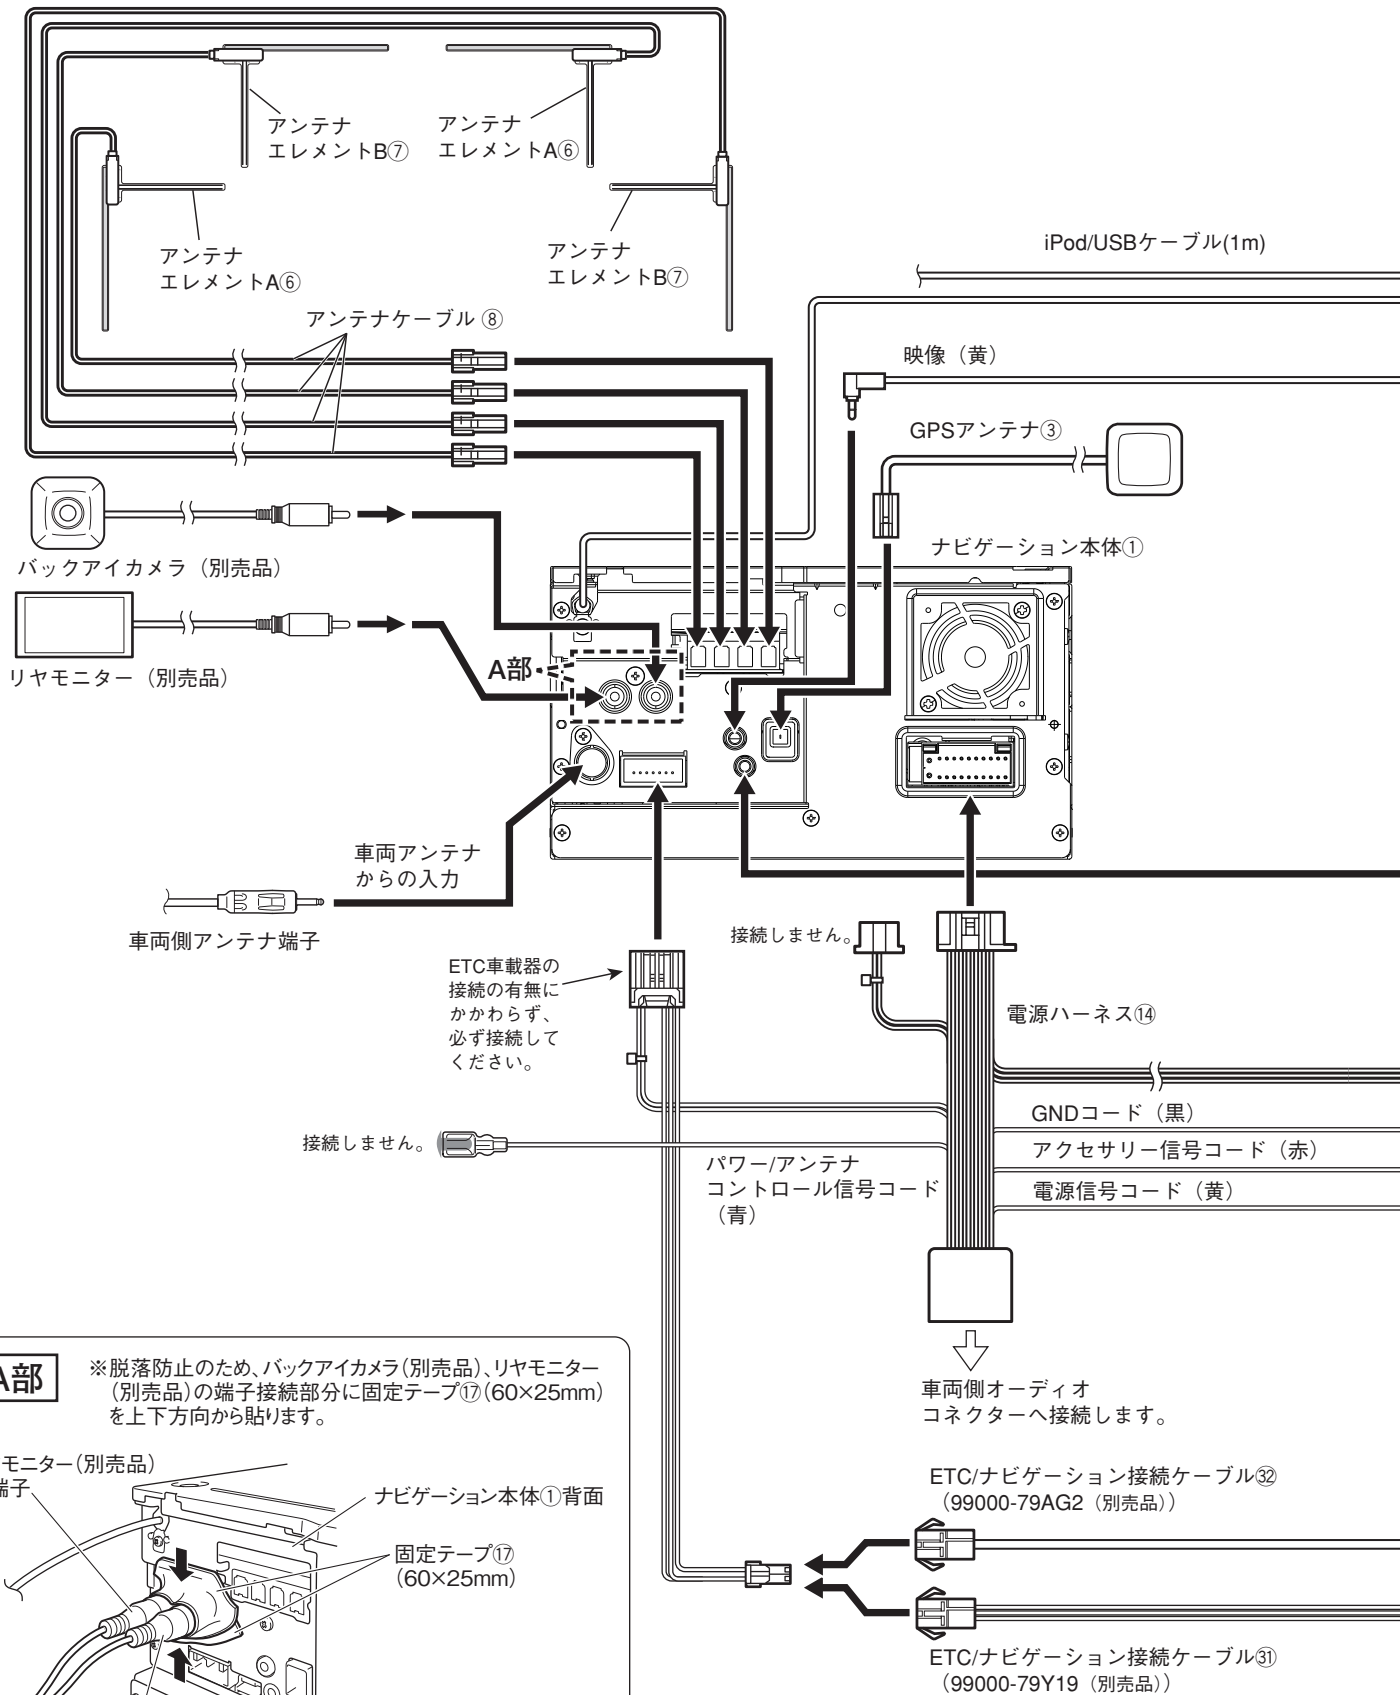 アンテナ
エレメントB⑦
アンテナ
エレメントA⑥
アンテナ
エレメントA⑥
アンテナ
エレメントB⑦
iPod/USBケーブル(1m)
アンテナケーブル ⑧
映像（黄）
GPSアンテナ③
バックアイカメラ（別売品）
ナビゲーション本体①
リヤモニター（別売品）
A部
車両アンテナ
からの入力
車両側アンテナ端子
接続しません。
ETC車載器の
接続の有無に
かかわらず、
必ず接続して
ください。
電源ハーネス⑭
GNDコード（黒）
接続しません。
アクセサリー信号コード（赤）
パワー/アンテナ
コントロール信号コード
（青）
電源信号コード（黄）
車両側オーディオ
コネクターへ接続します。
A部
※脱落防止のため、バックアイカメラ（別売品）、リヤモニター
（別売品）の端子接続部分に固定テープ⑰（60×25mm）
を上下方向から貼ります。
モニター（別売品）
端子
ナビゲーション本体①背面
固定テープ⑰
（60×25mm）
ETC/ナビゲーション接続ケーブル㉜
（99000-79AG2（別売品））
ETC/ナビゲーション接続ケーブル㉛
（99000-79Y19（別売品））